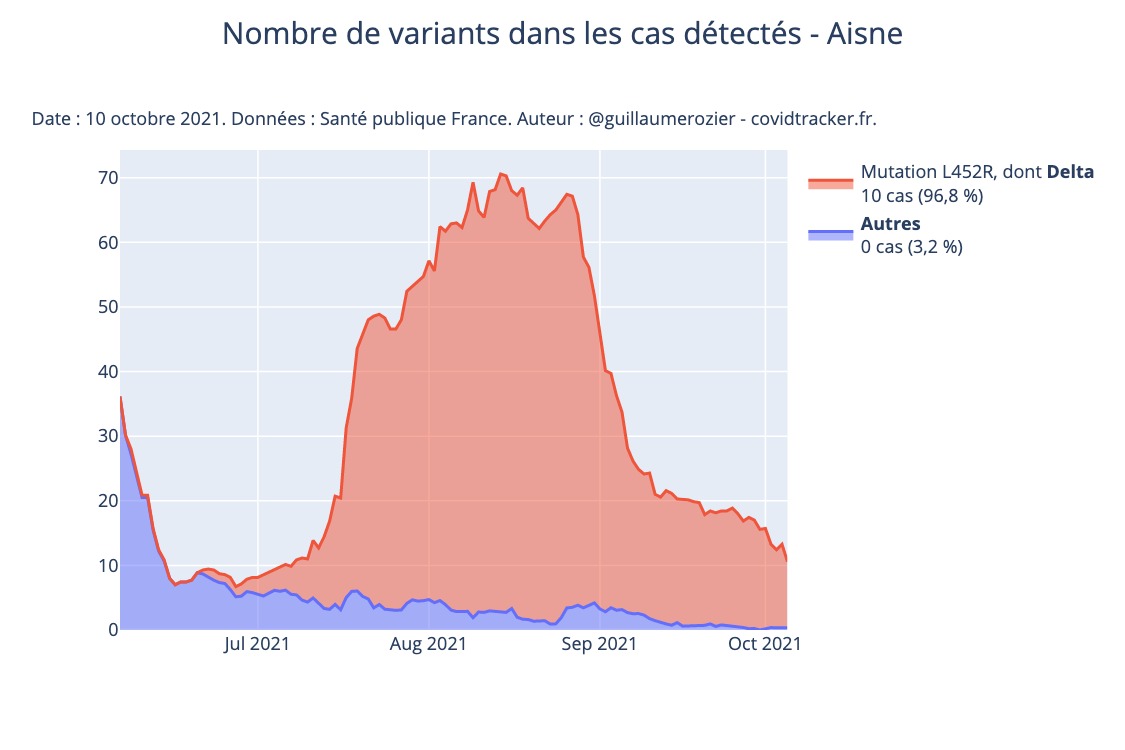 Nombre de variants dans les cas détectés - Aisne
Date : 10 octobre 2021. Données : Santé publique France. Auteur : @guillaumerozier - covidtracker.fr.
Mutation L452R, dont Delta
10 cas (96,8 %)
Autres
0 cas (3,2 %)
70
60
50
40
30
20
10
0
Jul 2021 Aug 2021 Sep 2021 Oct 2021